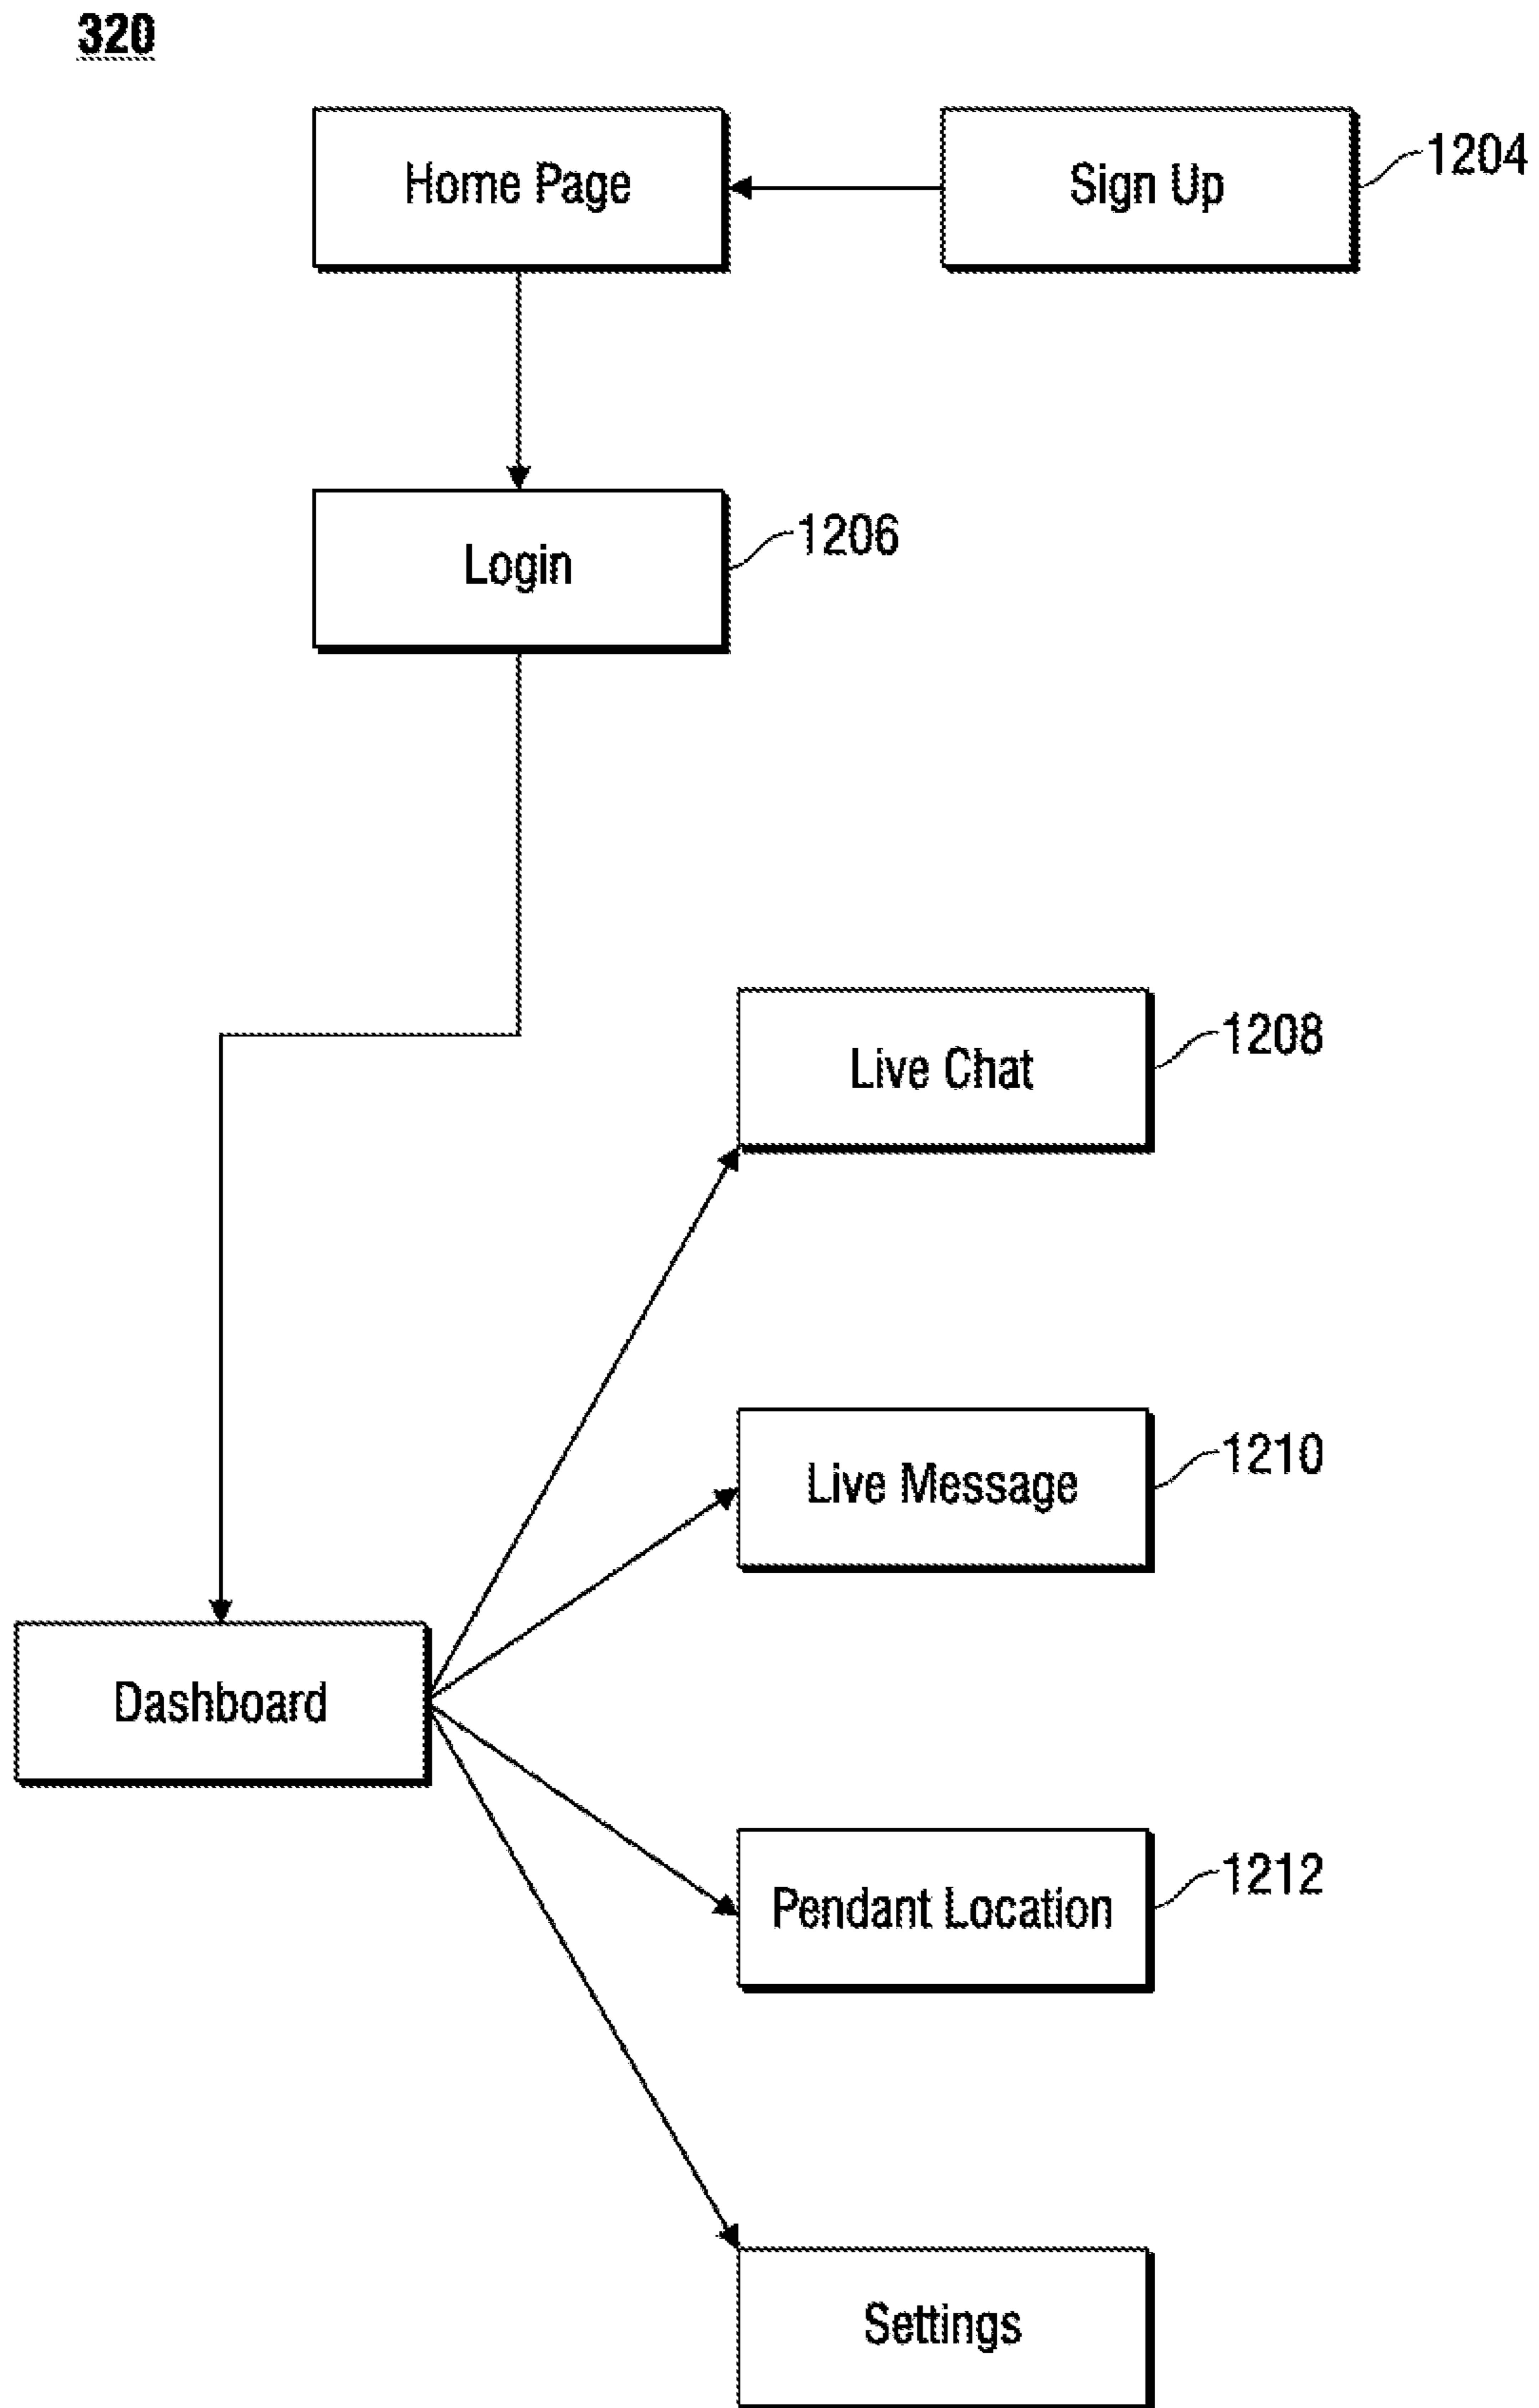 320
Home Page
Sign Up
1204
Login
1206
Live Chat
1208
Live Message
1210
Dashboard
Pendant Location
1212
Settings